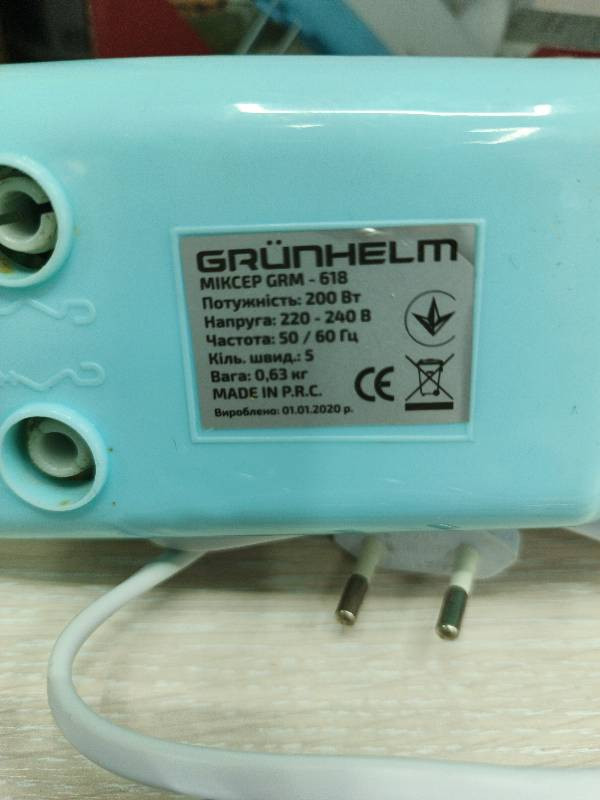 GRÜNHELM
МІКСЕР GRM - 618
Потужність: 200 Вт
Напруга: 220 - 240 В
Частота: 50 / 60 Гц
Кіль. швид.: 5
Вага: 0,63 кг
MADE IN P.R.C.
Вироблено: 01.01.2020 р.
CE